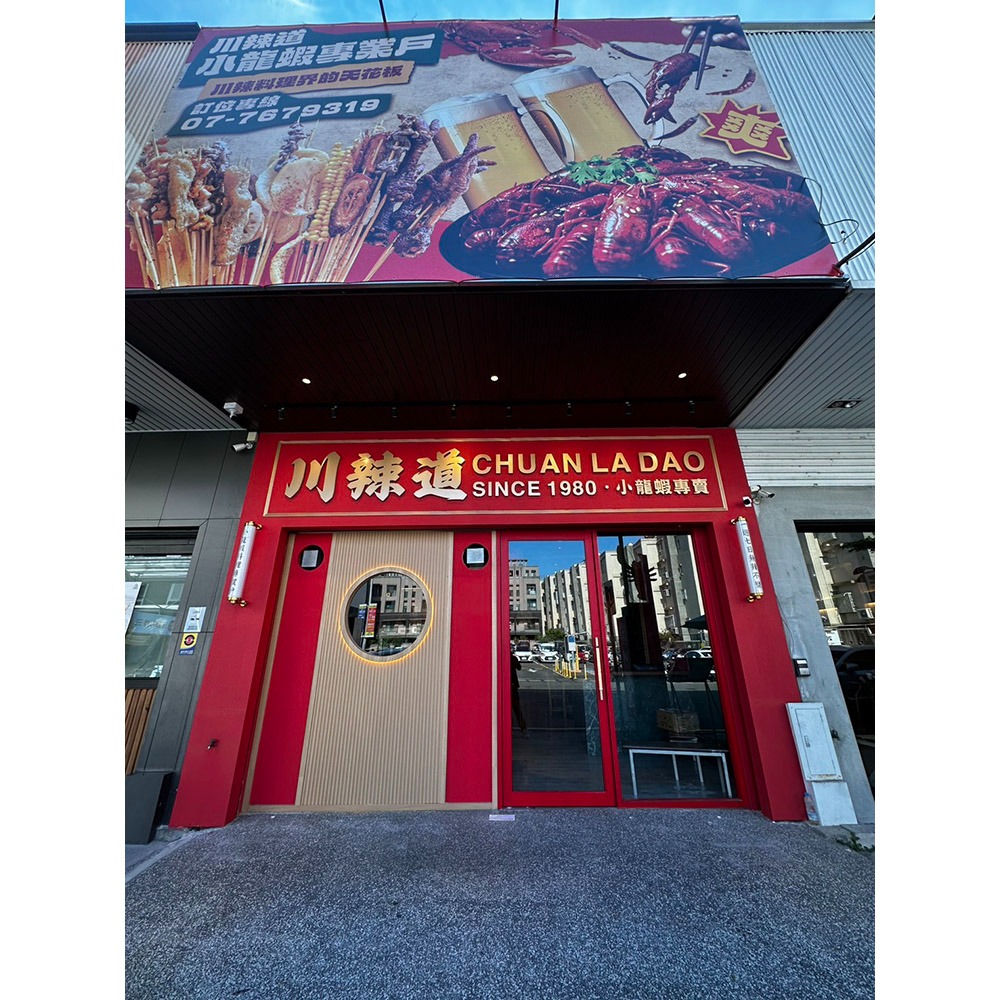 川辣道
小龍蝦專業戶
川辣料理界的天花板
訂位專線
07-7679319
爽
川辣道
CHUAN LA DAO
SINCE 1980 · 小龍蝦專賣